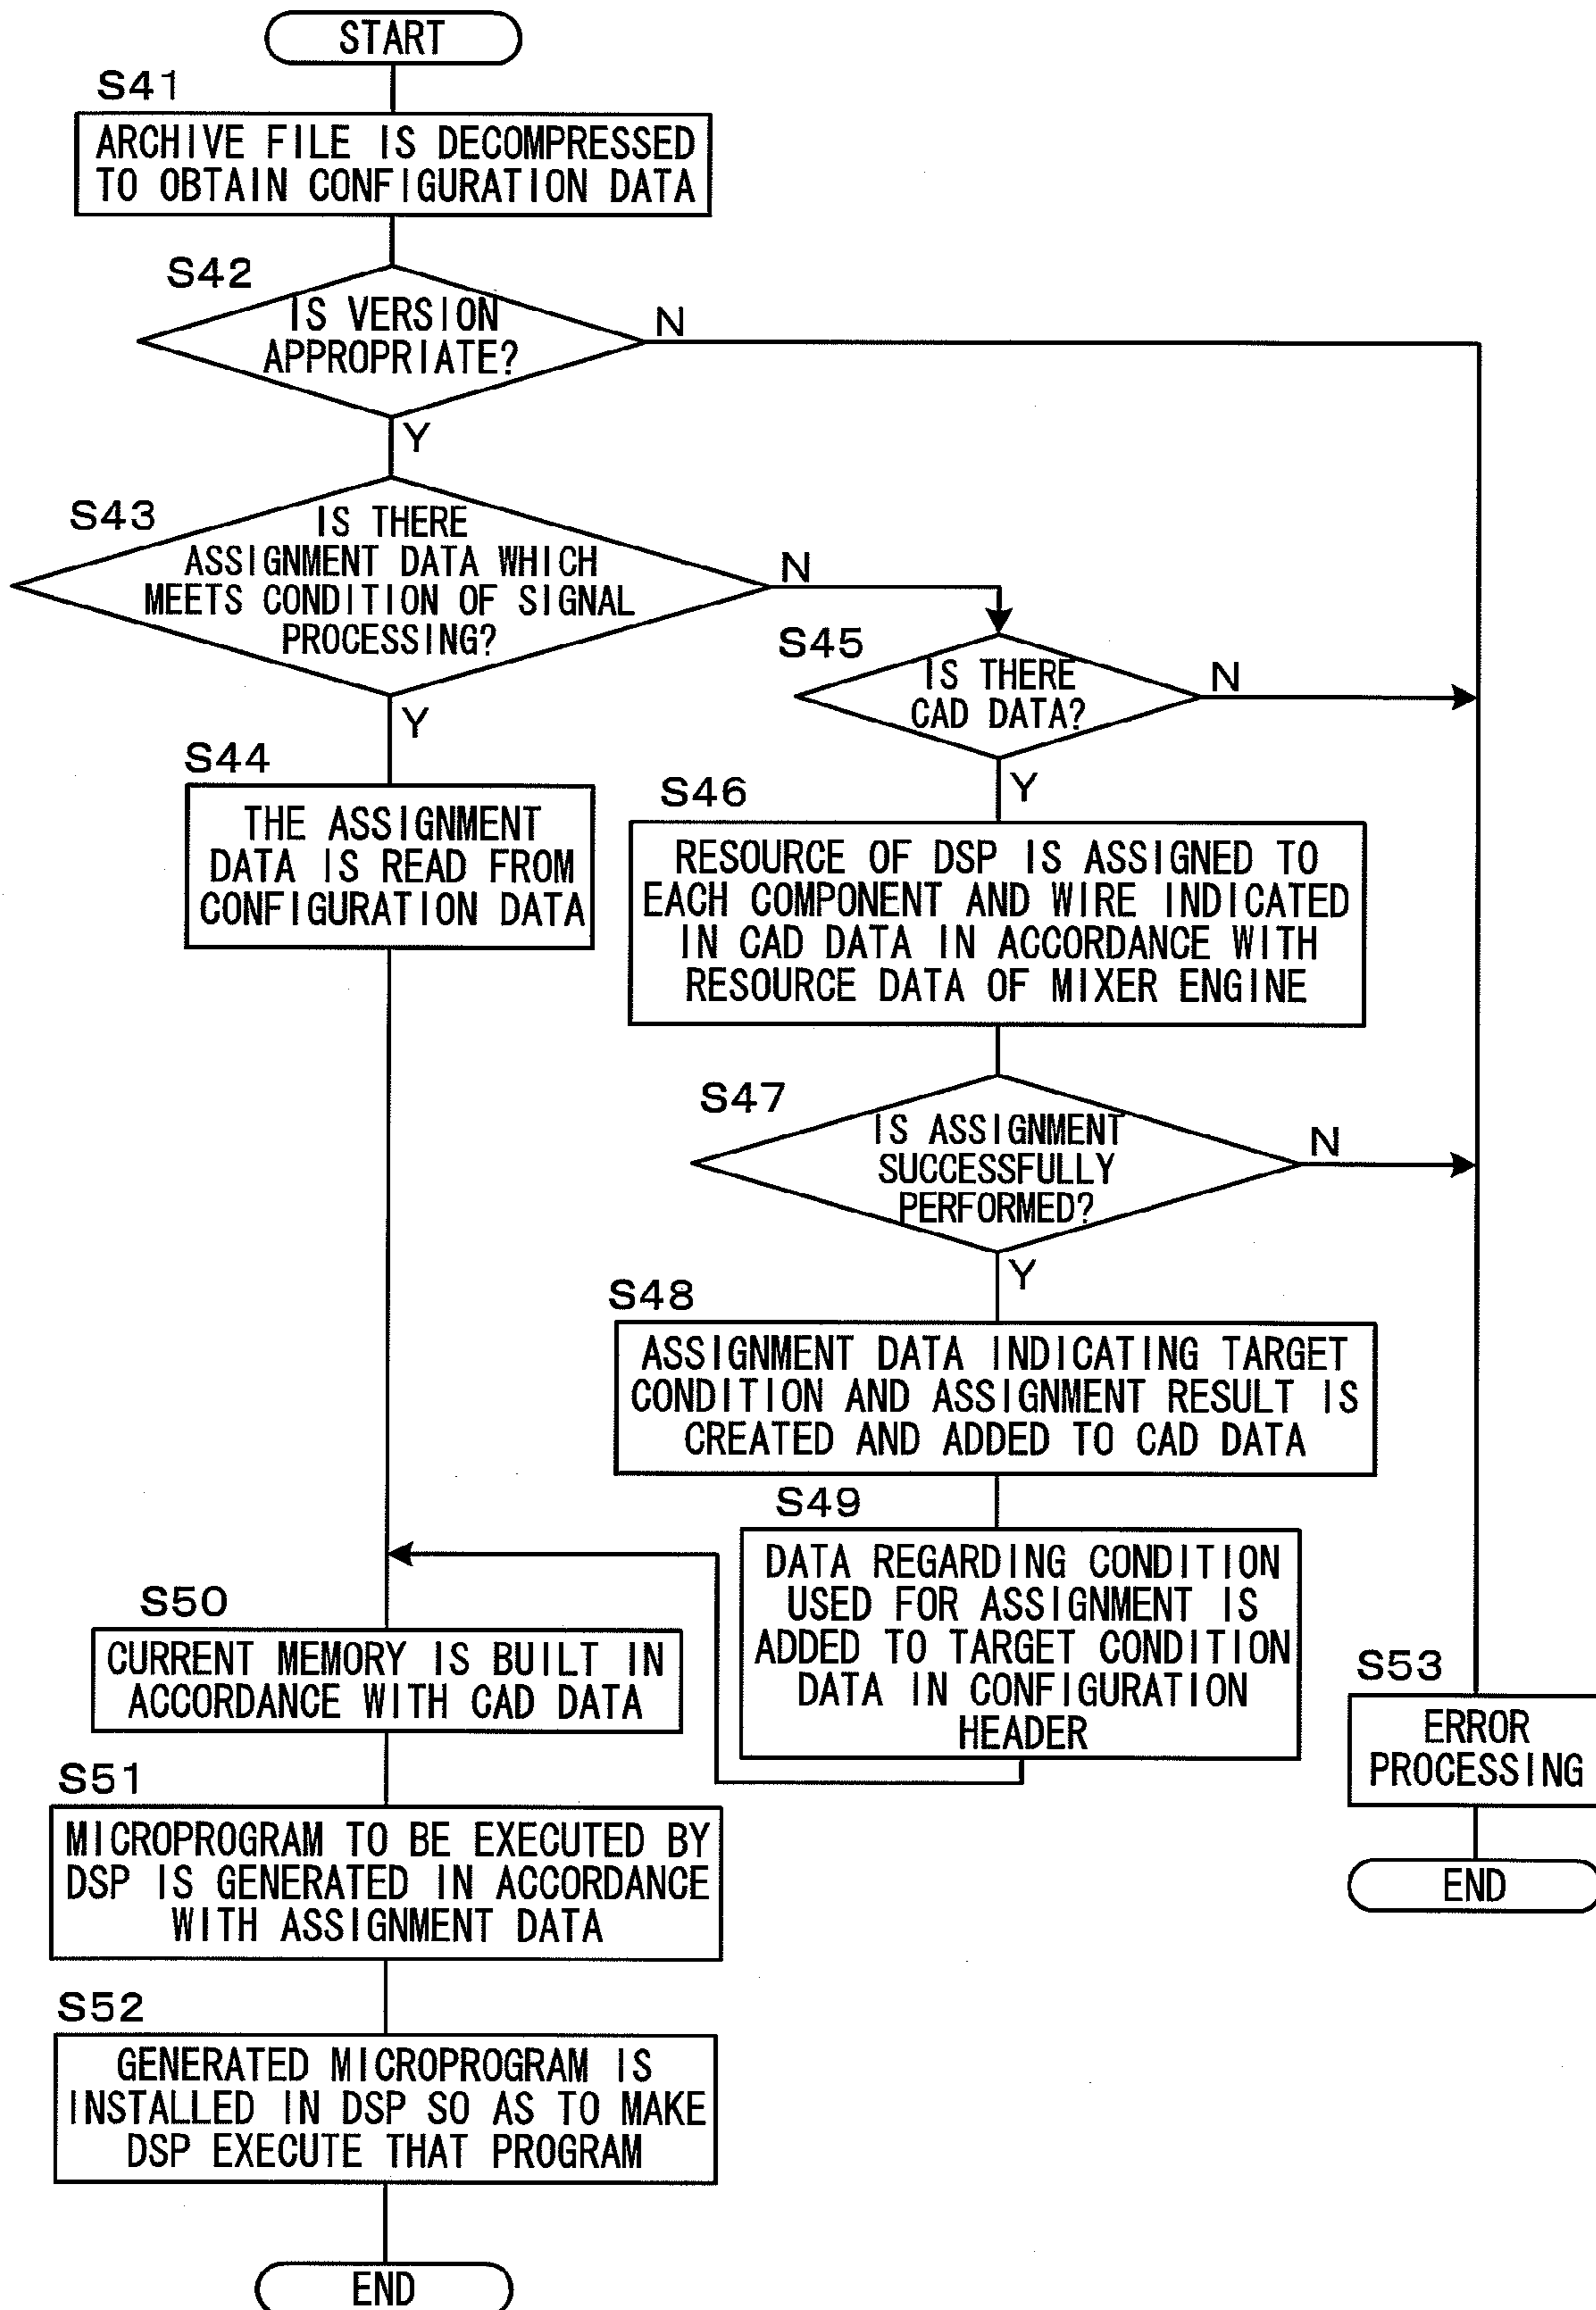 START
S41
ARCHIVE FILE IS DECOMPRESSED
TO OBTAIN CONFIGURATION DATA
S42
IS VERSION
APPROPRIATE?
N
Y
S43
IS THERE
ASSIGNMENT DATA WHICH
MEETS CONDITION OF SIGNAL
PROCESSING?
N
Y
S44
THE ASSIGNMENT
DATA IS READ FROM
CONFIGURATION DATA
S45
IS THERE
CAD DATA?
N
Y
S46
RESOURCE OF DSP IS ASSIGNED TO
EACH COMPONENT AND WIRE INDICATED
IN CAD DATA IN ACCORDANCE WITH
RESOURCE DATA OF MIXER ENGINE
S47
IS ASSIGNMENT
SUCCESSFULLY
PERFORMED?
N
Y
S48
ASSIGNMENT DATA INDICATING TARGET
CONDITION AND ASSIGNMENT RESULT IS
CREATED AND ADDED TO CAD DATA
S49
DATA REGARDING CONDITION
USED FOR ASSIGNMENT IS
ADDED TO TARGET CONDITION
DATA IN CONFIGURATION
HEADER
S50
CURRENT MEMORY IS BUILT IN
ACCORDANCE WITH CAD DATA
S51
MICROPROGRAM TO BE EXECUTED BY
DSP IS GENERATED IN ACCORDANCE
WITH ASSIGNMENT DATA
S52
GENERATED MICROPROGRAM IS
INSTALLED IN DSP SO AS TO MAKE
DSP EXECUTE THAT PROGRAM
END
S53
ERROR
PROCESSING
END